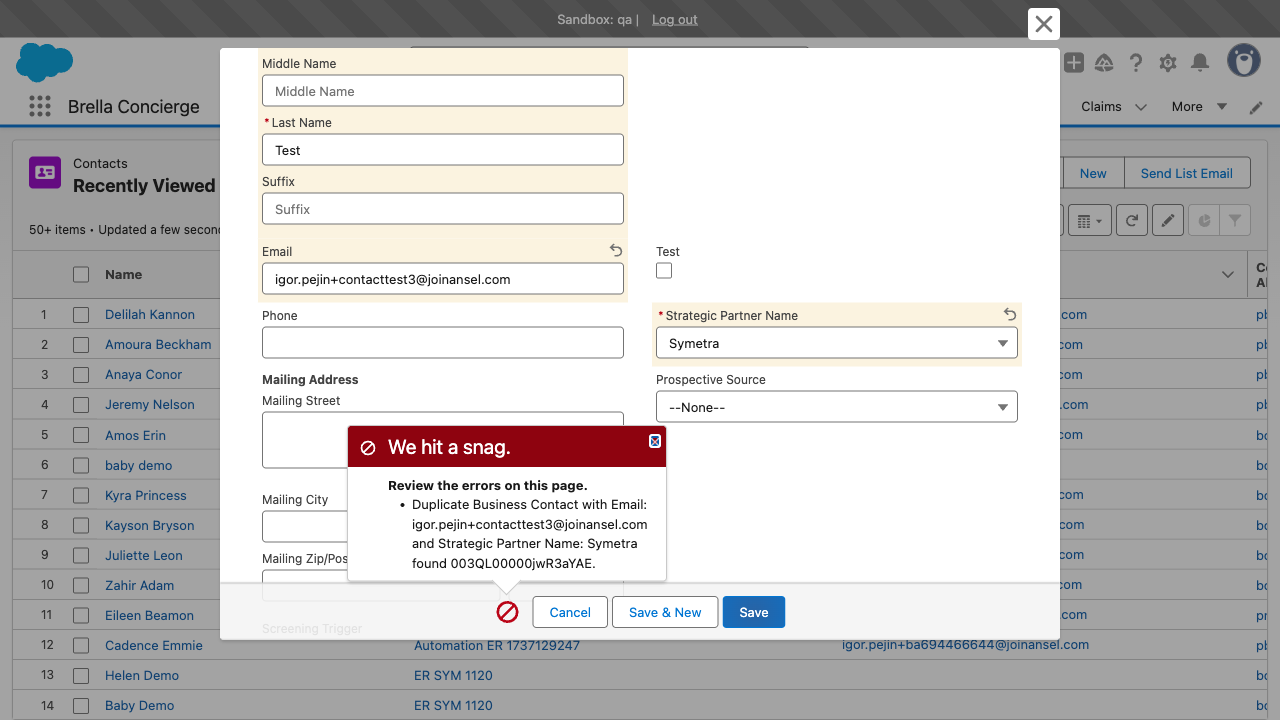 Sandbox: qa | Log out
Brella Concierge
Claims
More
Contacts
Recently Viewed
New
Send List Email
50+ items • Updated a few
Name
1 Delilah Kannon
2 Amoura Beckham
3 Anaya Conor
4 Jeremy Nelson
5 Amos Erin
6 baby demo
7 Kyra Princess
8 Kayson Bryson
9 Juliette Leon
10 Zahir Adam
11 Eileen Beamon
12 Cadence Emmie Automation ER 1737129247 igor.pejin+ba694466644@joinansel.com
13 Helen Demo ER SYM 1120
14 Baby Demo ER SYM 1120
Middle Name
Middle Name
* Last Name
Test
Suffix
Suffix
Email
igor.pejin+contacttest3@joinansel.com
Test
Phone
* Strategic Partner Name
Symetra
Mailing Address
Mailing Street
Prospective Source
--None--
Mailing City
Mailing Zip/Pos
Screening Trigger
We hit a snag.
Review the errors on this page.
• Duplicate Business Contact with Email:
igor.pejin+contacttest3@joinansel.com
and Strategic Partner Name: Symetra
found 003QL00000jwR3aYAE.
Cancel
Save & New
Save